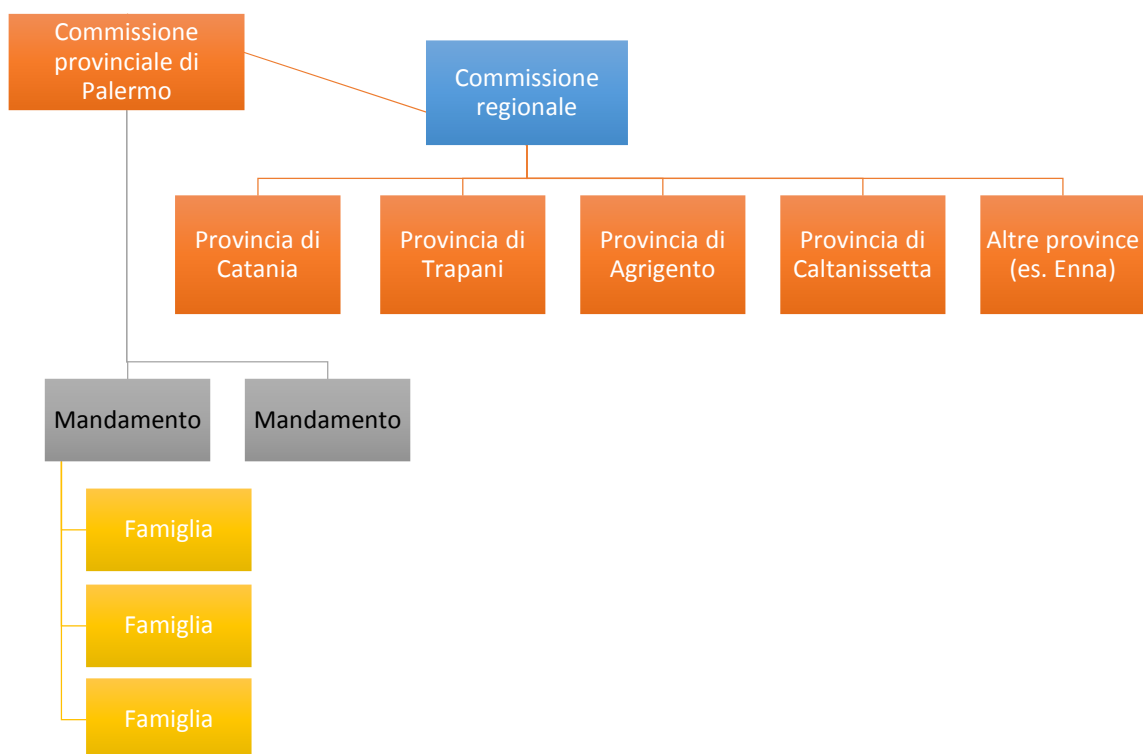 Commissione
provinciale di
Palermo
Commissione
regionale
Provincia di
Catania
Provincia di
Trapani
Provincia di
Agrigento
Provincia di
Caltanissetta
Altre province
(es. Enna)
Mandamento
Mandamento
Famiglia
Famiglia
Famiglia